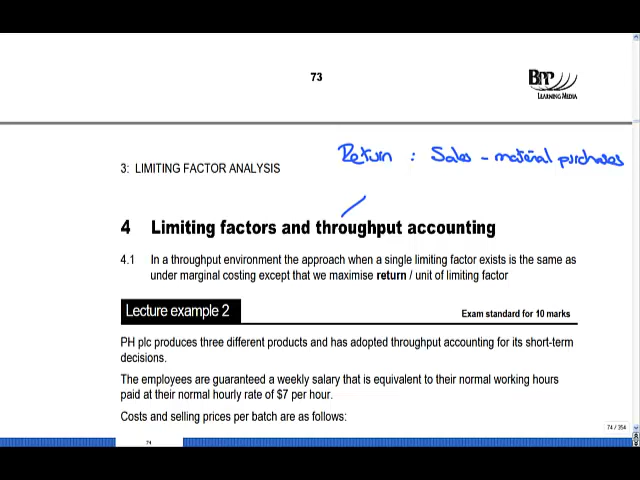 73
BPP
LEARNING MEDIA
3: LIMITING FACTOR ANALYSIS
Return : Sales - material purchases
4 Limiting factors and throughput accounting
4.1 In a throughput environment the approach when a single limiting factor exists is the same as
under marginal costing except that we maximise return / unit of limiting factor
Lecture example 2
Exam standard for 10 marks
PH plc produces three different products and has adopted throughput accounting for its short-term
decisions.
The employees are guaranteed a weekly salary that is equivalent to their normal working hours
paid at their normal hourly rate of $7 per hour.
Costs and selling prices per batch are as follows:
74 / 354
74